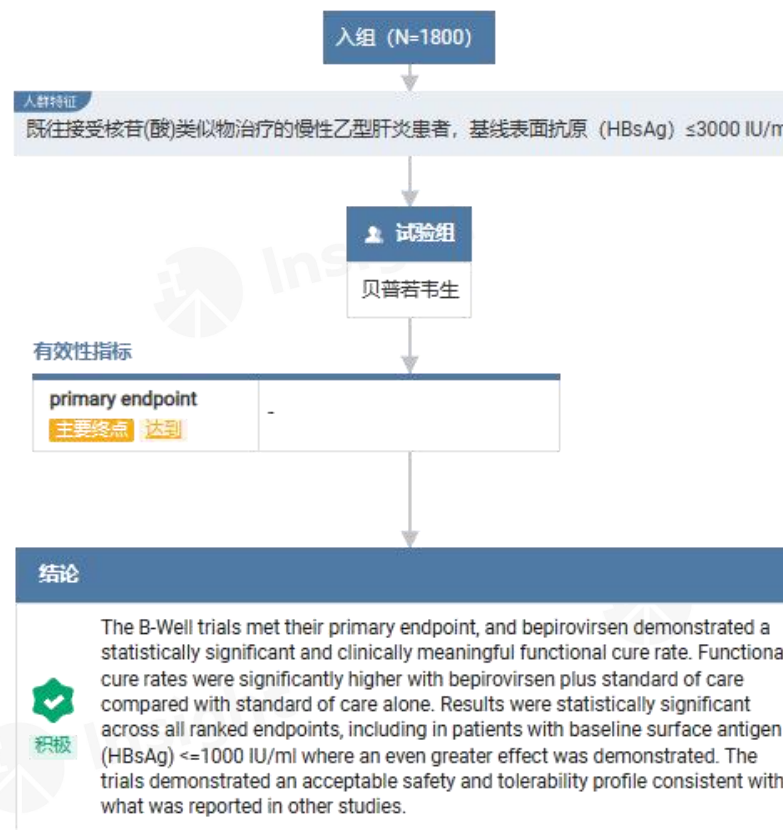 入组（N=1800）
人群特征
既往接受核苷(酸)类似物治疗的慢性乙型肝炎患者，基线表面抗原（HBsAg）≤3000 IU/m
试验组
贝普若韦生
有效性指标
primary endpoint
-
主要终点 达到
结论
The B-Well trials met their primary endpoint, and bepirovirsen demonstrated a
statistically significant and clinically meaningful functional cure rate. Functiona
cure rates were significantly higher with bepirovirsen plus standard of care
compared with standard of care alone. Results were statistically significant
across all ranked endpoints, including in patients with baseline surface antigen
(HBsAg) <=1000 IU/ml where an even greater effect was demonstrated. The
trials demonstrated an acceptable safety and tolerability profile consistent with
what was reported in other studies.
积极